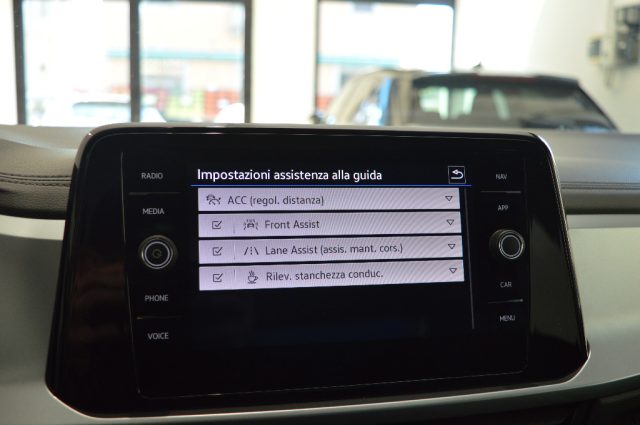 Impostazioni assistenza alla guida
RADIO
NAV
ACC (regol. distanza)
MEDIA
APP
Front Assist
Lane Assist (assis. mant. cors.)
Rilev. stanchezza conduc.
PHONE
CAR
VOICE
MENU